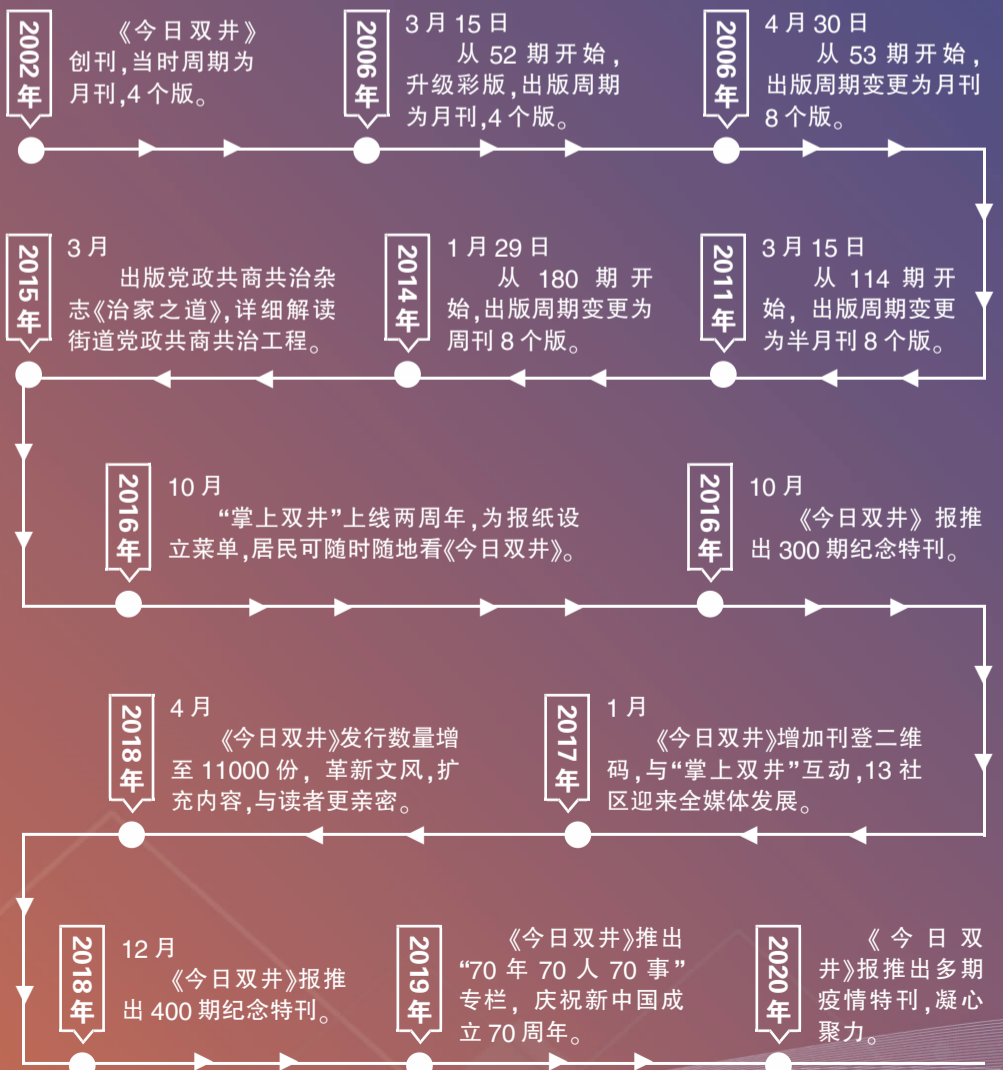 2002年
《今日双井》
创刊,当时周期为
月刊,4个版。
2006年
3月15日
从52期开始,
升级彩版,出版周期
为月刊,4个版。
2006年
4月30日
从53期开始,
出版周期变更为月刊
8个版。
2011年
3月15日
从114期开
始,出版周期变更
为半月刊8个版。
2014年
1月29日
从180期开
始,出版周期变更为
周刊8个版。
2015年
3月
出版党政共商共治杂
志《治家之道》,详细解读
街道党政共商共治工程。
2016年
10月
“掌上双井”上线两周年,为报纸设
立菜单,居民可随时随地看《今日双井》。
2016年
10月
《今日双井》报推
出300期纪念特刊。
2017年
1月
《今日双井》增加刊登二维
码,与“掌上双井”互动,13社
区迎来全媒体发展。
2018年
4月
《今日双井》发行数量增
至11000份,革新文风,扩
充内容,与读者更亲密。
2018年
12月
《今日双井》报推
出400期纪念特刊。
2019年
《今日双井》推出
“70年70人70事”
专栏,庆祝新中国成
立70周年。
2020年
《今日双
井》报推出多期
疫情特刊,凝心
聚力。